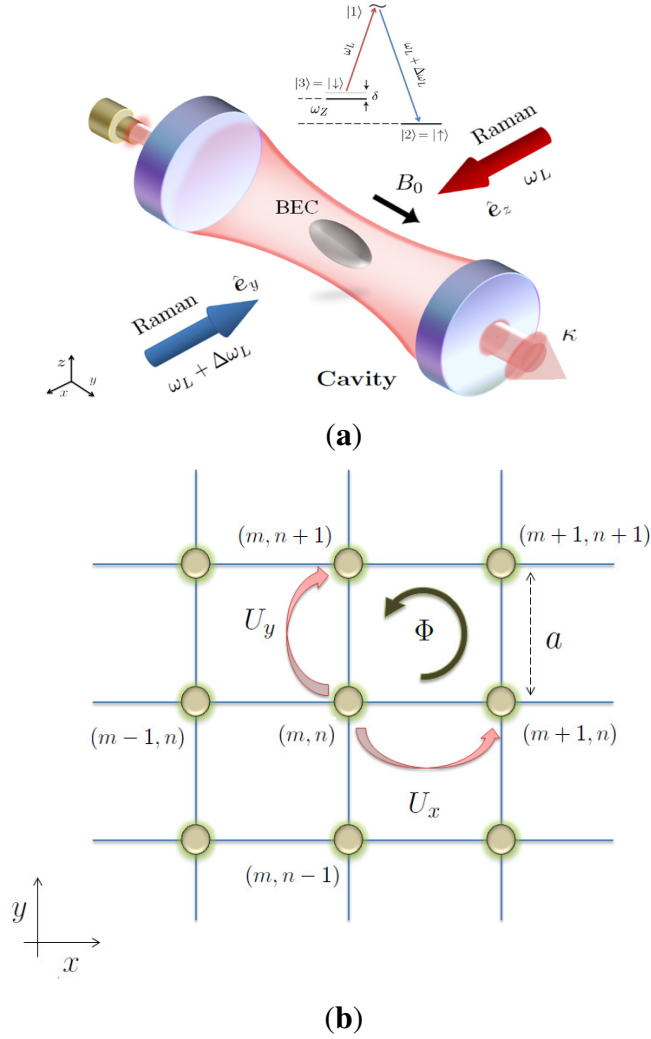 |1⟩
ω_L
ω_L + Δω_L
|3⟩ = |↓⟩
δ
ω_Z
|2⟩ = |↑⟩
Raman
B_0
ω_L
ê_z
BEC
ê_y
Raman
κ
ω_L + Δω_L
z
x
y
Cavity
(a)
(m, n + 1)
(m + 1, n + 1)
U_y
Φ
a
(m − 1, n)
(m, n)
(m + 1, n)
U_x
(m, n − 1)
y
x
(b)